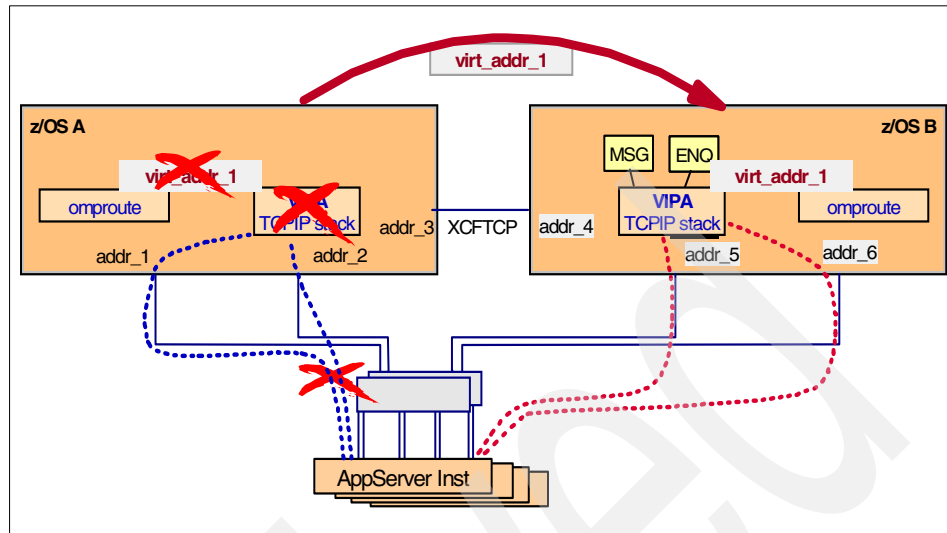 virt_addr_1
z/OS A
z/OS B
MSG
ENQ
virt_addr_1
virt_addr_1
omproute
VIPA
TCPIP stack
addr_3
XCFTCP
addr_4
VIPA
TCPIP stack
omproute
addr_1
addr_2
addr_5
addr_6
AppServer Inst